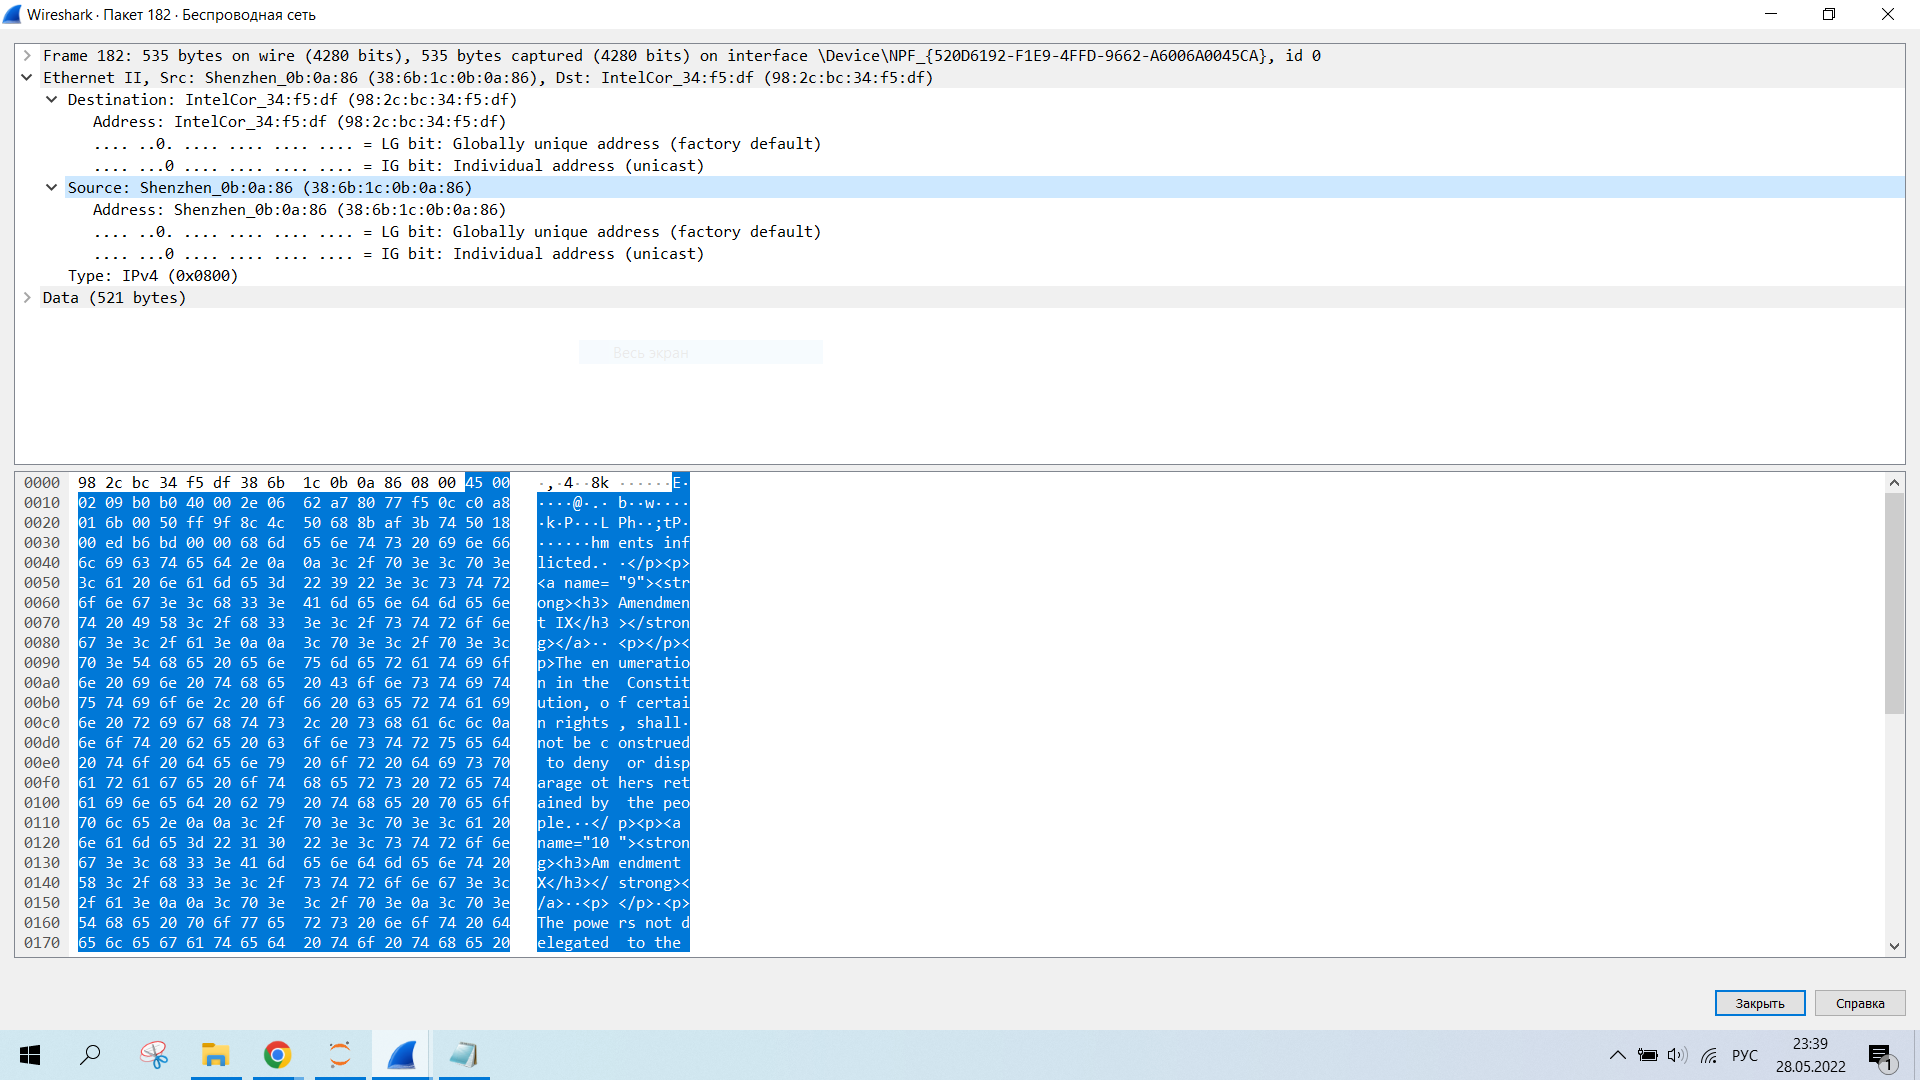 Wireshark · Пакет 182 · Беспроводная сеть
Frame 182: 535 bytes on wire (4280 bits), 535 bytes captured (4280 bits) on interface \Device\NPF_{520D6192-F1E9-4FFD-9662-A6006A0045CA}, id 0
Ethernet II, Src: Shenzhen_0b:0a:86 (38:6b:1c:0b:0a:86), Dst: IntelCor_34:f5:df (98:2c:bc:34:f5:df)
Destination: IntelCor_34:f5:df (98:2c:bc:34:f5:df)
Address: IntelCor_34:f5:df (98:2c:bc:34:f5:df)
.... ..0. .... .... .... .... = LG bit: Globally unique address (factory default)
.... ...0 .... .... .... .... = IG bit: Individual address (unicast)
Source: Shenzhen_0b:0a:86 (38:6b:1c:0b:0a:86)
Address: Shenzhen_0b:0a:86 (38:6b:1c:0b:0a:86)
.... ..0. .... .... .... .... = LG bit: Globally unique address (factory default)
.... ...0 .... .... .... .... = IG bit: Individual address (unicast)
Type: IPv4 (0x0800)
Data (521 bytes)
Весь экран
0000 98 2c bc 34 f5 df 38 6b 1c 0b 0a 86 08 00 45 00 ·,·4··8k ······E·
0010 02 09 b0 b0 40 00 2e 06 62 a7 80 77 f5 0c c0 a8 ····@·.· b··w····
0020 01 6b 00 50 ff 9f 8c 4c 50 68 8b af 3b 74 50 18 ·k·P···L Ph··;tP·
0030 00 ed b6 bd 00 00 68 6d 65 6e 74 73 20 69 6e 66 ······hm ents inf
0040 6c 69 63 74 65 64 2e 0a 0a 3c 2f 70 3e 3c 70 3e licted.· ·</p><p>
0050 3c 61 20 6e 61 6d 65 3d 22 39 22 3e 3c 73 74 72 <a name= "9"><str
0060 6f 6e 67 3e 3c 68 33 3e 41 6d 65 6e 64 6d 65 6e ong><h3> Amendmen
0070 74 20 49 58 3c 2f 68 33 3e 3c 2f 73 74 72 6f 6e t IX</h3 ></stron
0080 67 3e 3c 2f 61 3e 0a 0a 3c 70 3e 3c 2f 70 3e 3c g></a>·· <p></p><
0090 70 3e 54 68 65 20 65 6e 75 6d 65 72 61 74 69 6f p>The en umeratio
00a0 6e 20 69 6e 20 74 68 65 20 43 6f 6e 73 74 69 74 n in the  Constit
00b0 75 74 69 6f 6e 2c 20 6f 66 20 63 65 72 74 61 69 ution, o f certai
00c0 6e 20 72 69 67 68 74 73 2c 20 73 68 61 6c 6c 0a n rights , shall·
00d0 6e 6f 74 20 62 65 20 63 6f 6e 73 74 72 75 65 64 not be c onstrued
00e0 20 74 6f 20 64 65 6e 79 20 6f 72 20 64 69 73 70  to deny  or disp
00f0 61 72 61 67 65 20 6f 74 68 65 72 73 20 72 65 74 arage ot hers ret
0100 61 69 6e 65 64 20 62 79 20 74 68 65 20 70 65 6f ained by  the peo
0110 70 6c 65 2e 0a 0a 3c 2f 70 3e 3c 70 3e 3c 61 20 ple.··</ p><p><a
0120 6e 61 6d 65 3d 22 31 30 22 3e 3c 73 74 72 6f 6e name="10 "><stron
0130 67 3e 3c 68 33 3e 41 6d 65 6e 64 6d 65 6e 74 20 g><h3>Am endment
0140 58 3c 2f 68 33 3e 3c 2f 73 74 72 6f 6e 67 3e 3c X</h3></ strong><
0150 2f 61 3e 0a 0a 3c 70 3e 3c 2f 70 3e 0a 3c 70 3e /a>··<p> </p>·<p>
0160 54 68 65 20 70 6f 77 65 72 73 20 6e 6f 74 20 64 The powe rs not d
0170 65 6c 65 67 61 74 65 64 20 74 6f 20 74 68 65 20 elegated  to the
Закрыть Справка
РУС 23:39
28.05.2022
1